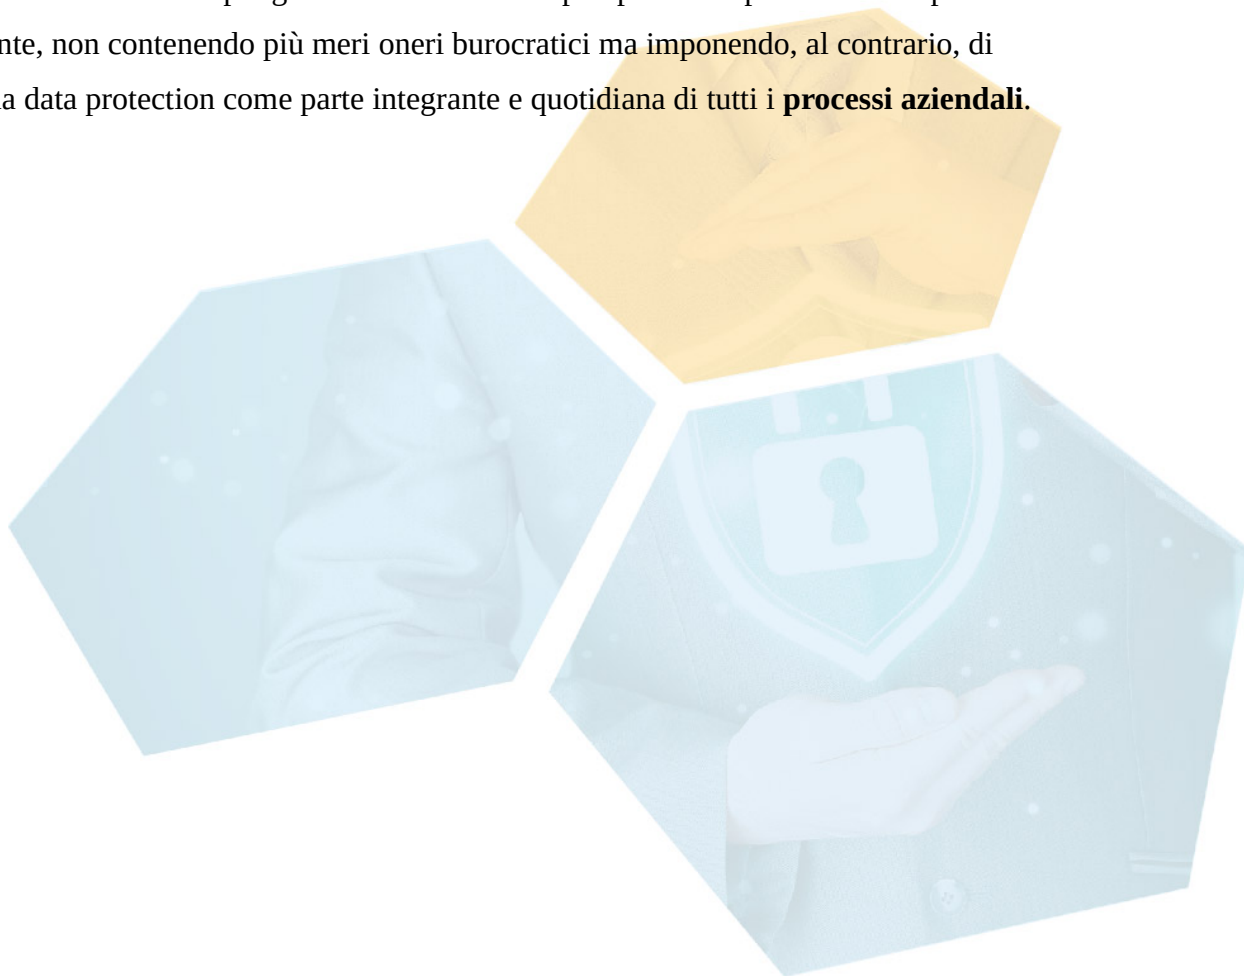 nte, non contenendo più meri oneri burocratici ma imponendo, al contrario, di
a data protection come parte integrante e quotidiana di tutti i processi aziendali.